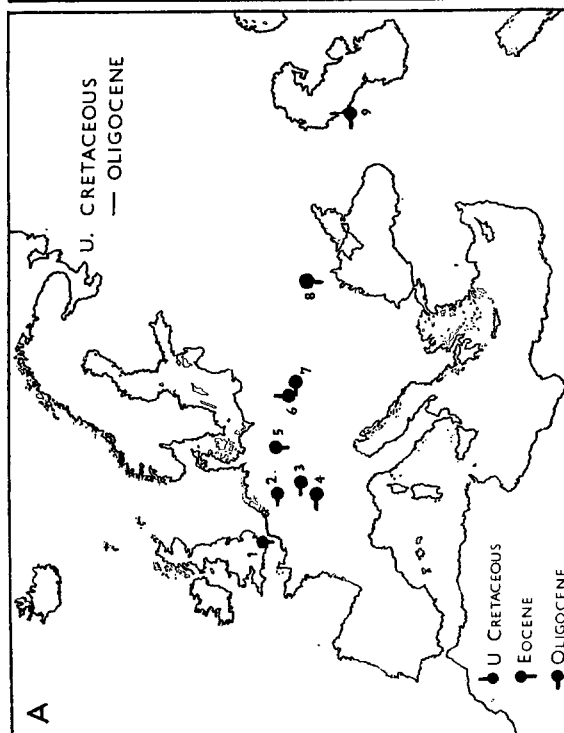 A
U. CRETACEOUS
— OLIGOCENE
1
2
3
4
5
6
7
8
9
U CRETACEOUS
EOCENE
OLIGOCENE